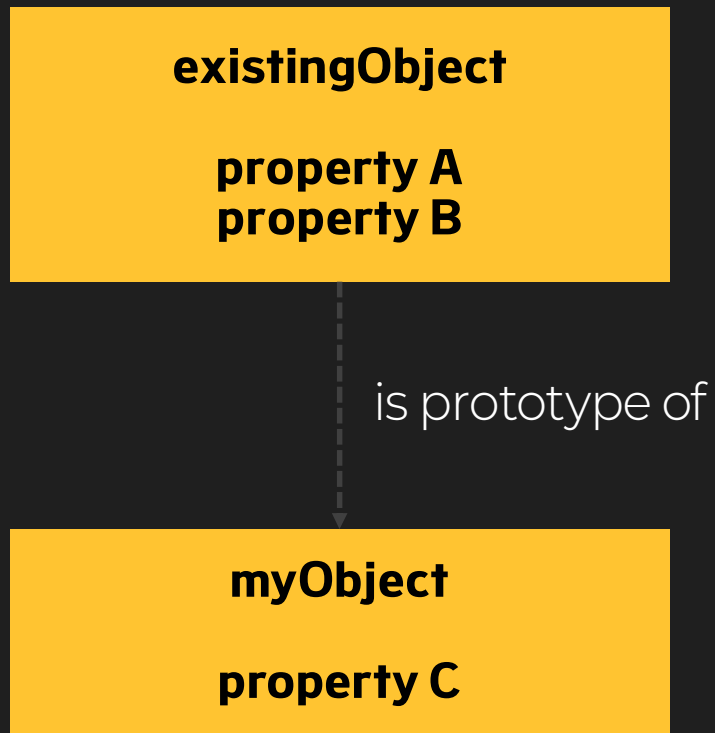 existingObject
property A
property B
is prototype of
myObject
property C